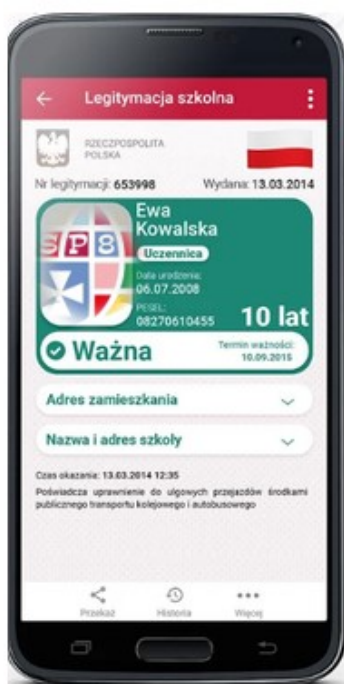 Legitymacja szkolna
RZECZPOSPOLITA
POLSKA
Nr legitymacji: 653998 Wydana: 13.03.2014
SP8
Ewa
Kowalska
Uczennica
Data urodzenia:
06.07.2008
PESEL:
08270610455
10 lat
Ważna
Termin ważności:
10.09.2015
Adres zamieszkania
Nazwa i adres szkoły
Czas okazania: 13.03.2014 12:35
Poświadcza uprawnienie do ulgowych przejazdów środkami
publicznego transportu kolejowego i autobusowego
Przekaż Historia Więcej